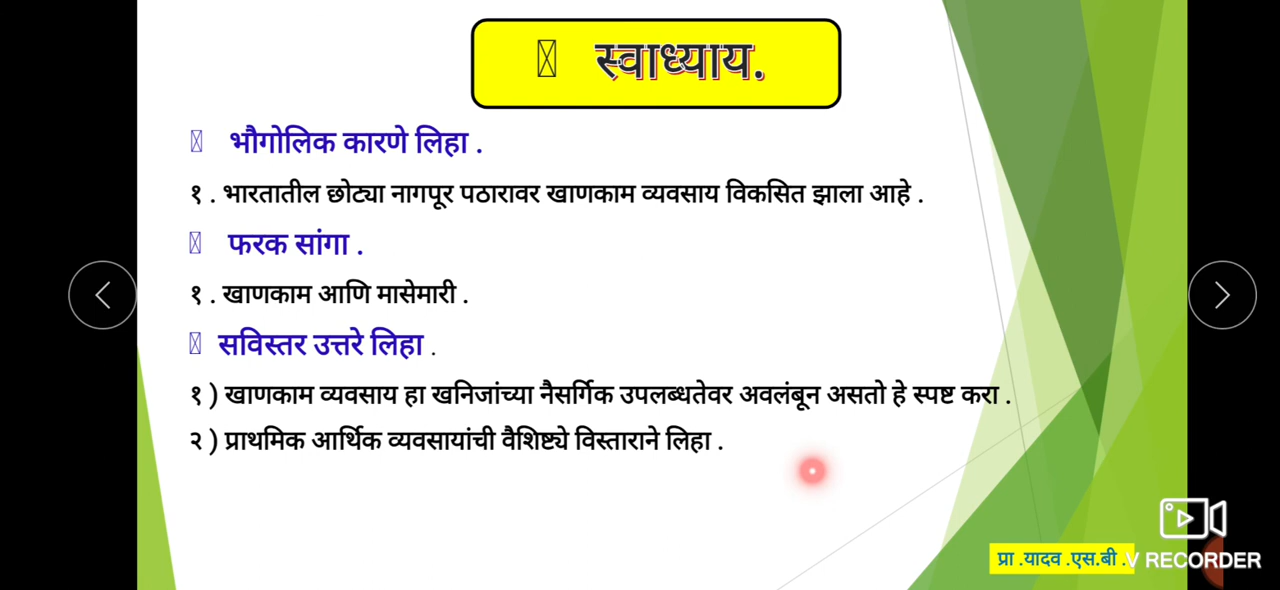 स्वाध्याय.
भौगोलिक कारणे लिहा .
१ . भारतातील छोट्या नागपूर पठारावर खाणकाम व्यवसाय विकसित झाला आहे .
फरक सांगा .
१ . खाणकाम आणि मासेमारी .
सविस्तर उत्तरे लिहा .
१ ) खाणकाम व्यवसाय हा खनिजांच्या नैसर्गिक उपलब्धतेवर अवलंबून असतो हे स्पष्ट करा .
२ ) प्राथमिक आर्थिक व्यवसायांची वैशिष्ट्ये विस्ताराने लिहा .
प्रा .यादव .एस.बी .
V RECORDER